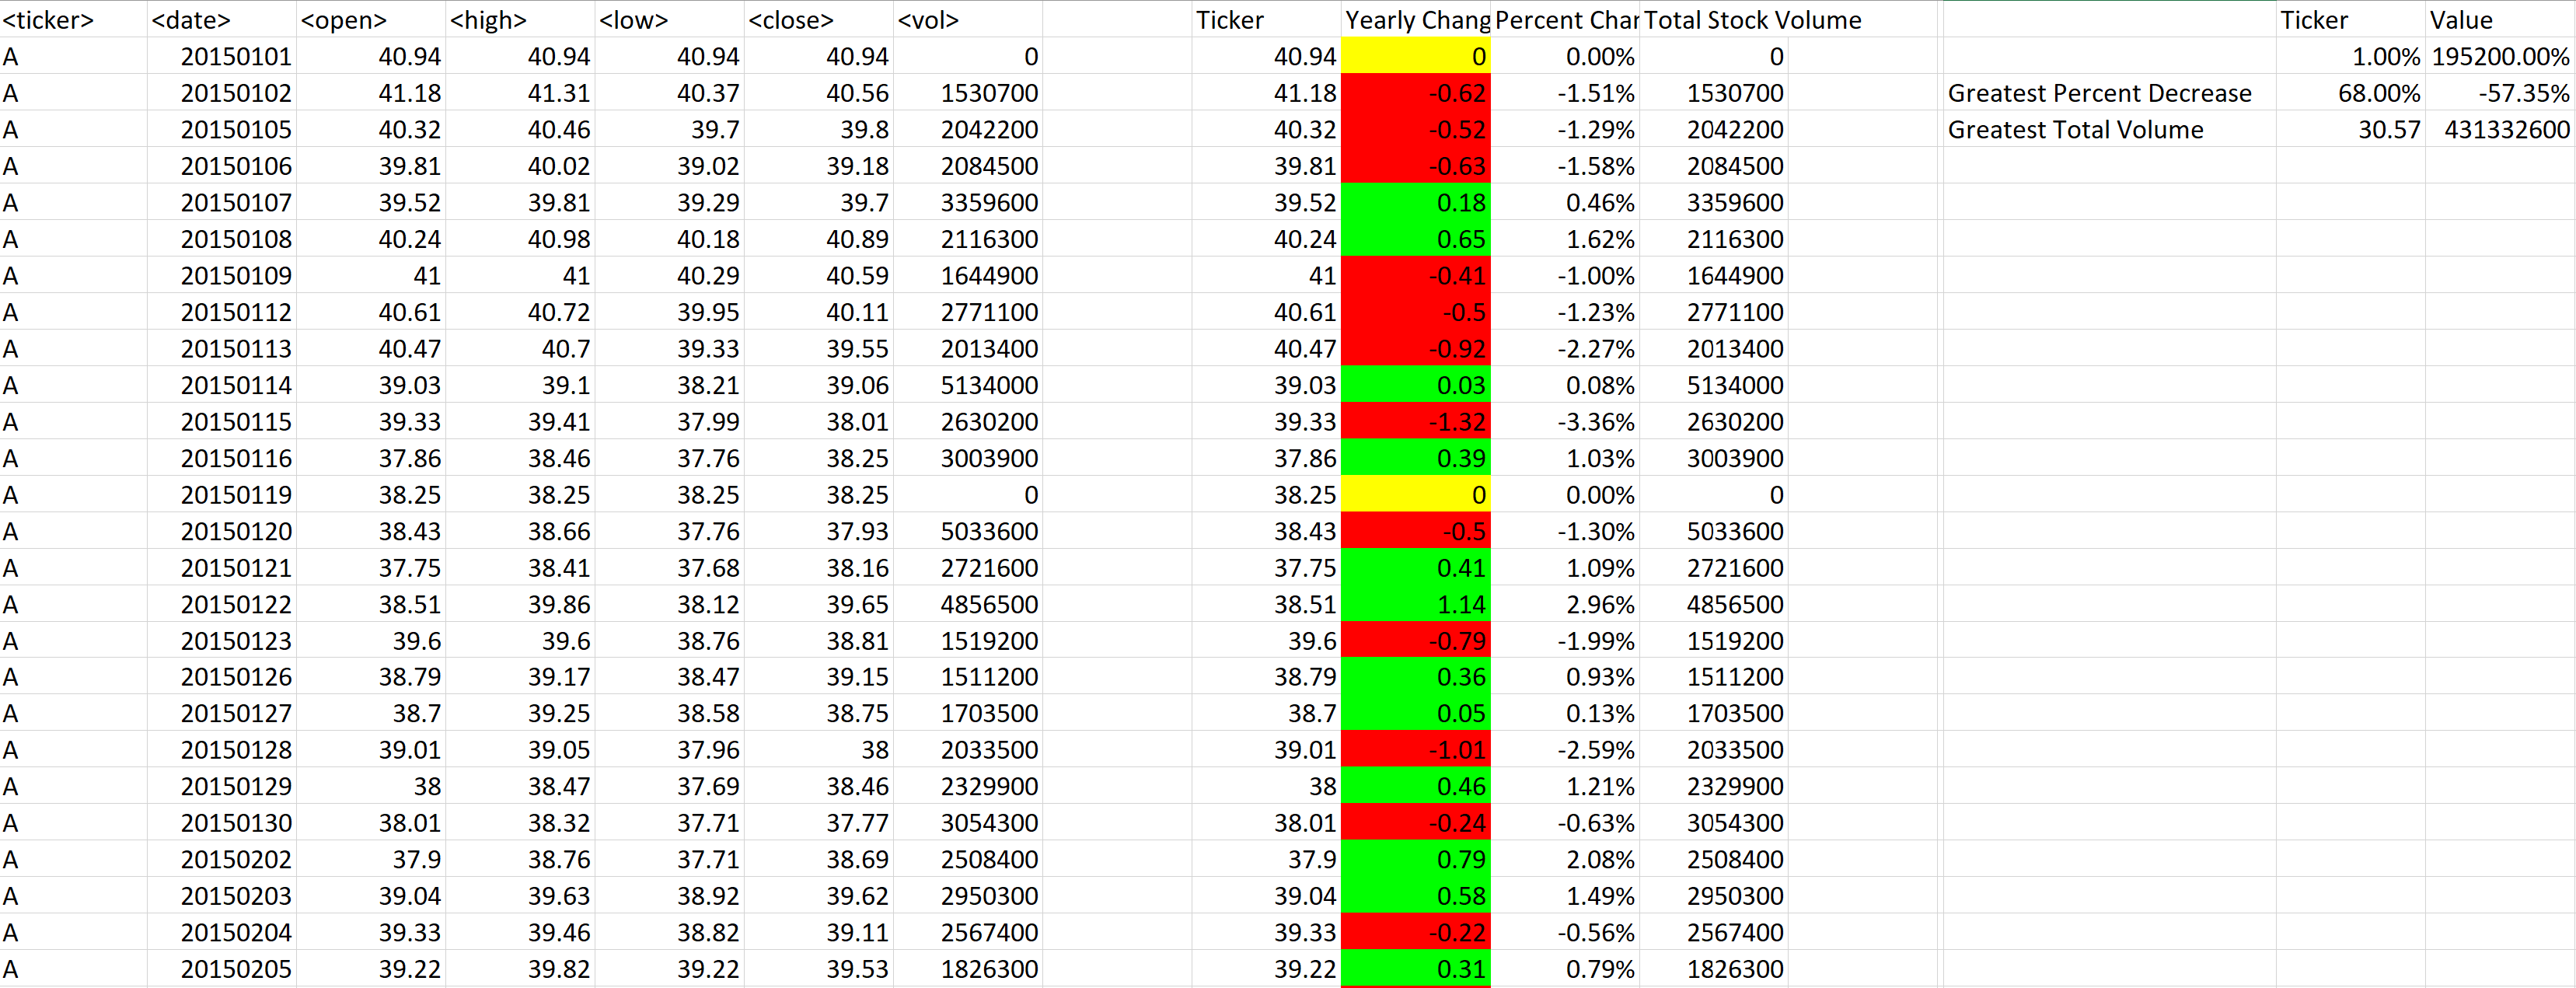 <ticker> <date> <open> <high> <low> <close> <vol> Ticker Yearly Chang Percent Char Total Stock Volume Ticker Value
A 20150101 40.94 40.94 40.94 40.94 0 40.94 0 0.00% 0 1.00% 195200.00%
A 20150102 41.18 41.31 40.37 40.56 1530700 41.18 -0.62 -1.51% 1530700 Greatest Percent Decrease 68.00% -57.35%
A 20150105 40.32 40.46 39.7 39.8 2042200 40.32 -0.52 -1.29% 2042200 Greatest Total Volume 30.57 431332600
A 20150106 39.81 40.02 39.02 39.18 2084500 39.81 -0.63 -1.58% 2084500
A 20150107 39.52 39.81 39.29 39.7 3359600 39.52 0.18 0.46% 3359600
A 20150108 40.24 40.98 40.18 40.89 2116300 40.24 0.65 1.62% 2116300
A 20150109 41 41 40.29 40.59 1644900 41 -0.41 -1.00% 1644900
A 20150112 40.61 40.72 39.95 40.11 2771100 40.61 -0.5 -1.23% 2771100
A 20150113 40.47 40.7 39.33 39.55 2013400 40.47 -0.92 -2.27% 2013400
A 20150114 39.03 39.1 38.21 39.06 5134000 39.03 0.03 0.08% 5134000
A 20150115 39.33 39.41 37.99 38.01 2630200 39.33 -1.32 -3.36% 2630200
A 20150116 37.86 38.46 37.76 38.25 3003900 37.86 0.39 1.03% 3003900
A 20150119 38.25 38.25 38.25 38.25 0 38.25 0 0.00% 0
A 20150120 38.43 38.66 37.76 37.93 5033600 38.43 -0.5 -1.30% 5033600
A 20150121 37.75 38.41 37.68 38.16 2721600 37.75 0.41 1.09% 2721600
A 20150122 38.51 39.86 38.12 39.65 4856500 38.51 1.14 2.96% 4856500
A 20150123 39.6 39.6 38.76 38.81 1519200 39.6 -0.79 -1.99% 1519200
A 20150126 38.79 39.17 38.47 39.15 1511200 38.79 0.36 0.93% 1511200
A 20150127 38.7 39.25 38.58 38.75 1703500 38.7 0.05 0.13% 1703500
A 20150128 39.01 39.05 37.96 38 2033500 39.01 -1.01 -2.59% 2033500
A 20150129 38 38.47 37.69 38.46 2329900 38 0.46 1.21% 2329900
A 20150130 38.01 38.32 37.71 37.77 3054300 38.01 -0.24 -0.63% 3054300
A 20150202 37.9 38.76 37.71 38.69 2508400 37.9 0.79 2.08% 2508400
A 20150203 39.04 39.63 38.92 39.62 2950300 39.04 0.58 1.49% 2950300
A 20150204 39.33 39.46 38.82 39.11 2567400 39.33 -0.22 -0.56% 2567400
A 20150205 39.22 39.82 39.22 39.53 1826300 39.22 0.31 0.79% 1826300